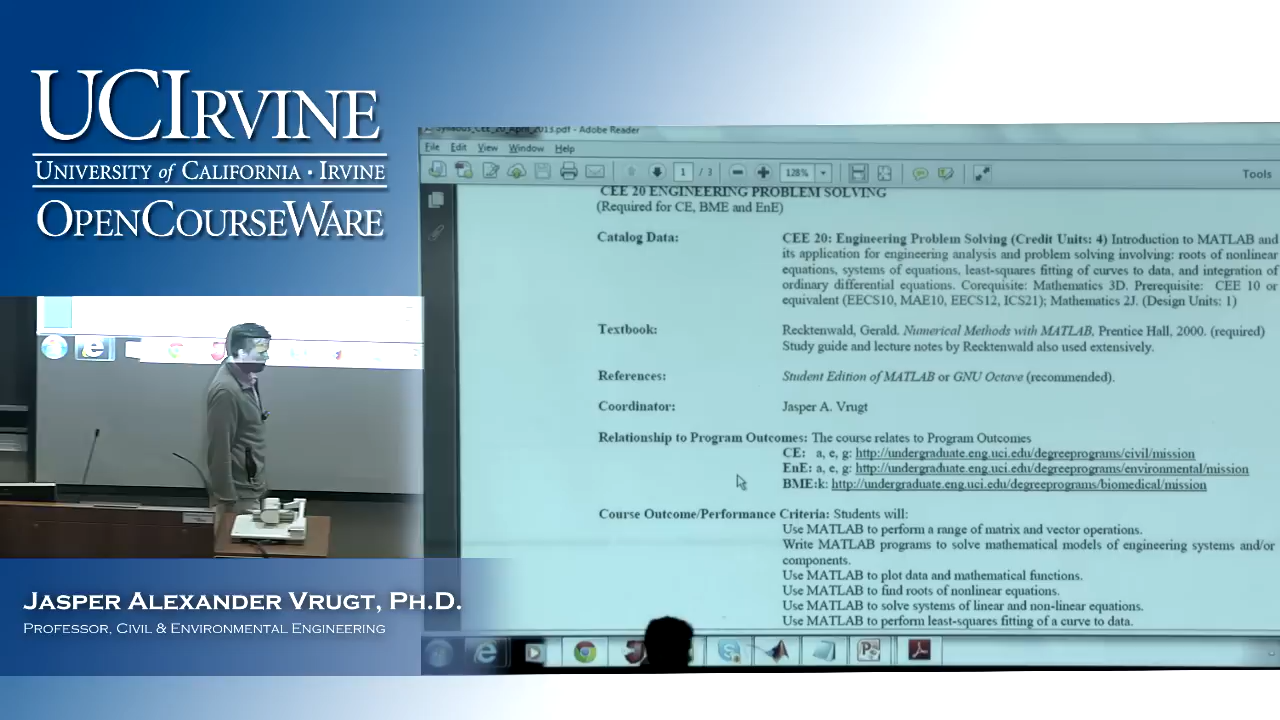 UCIRVINE
UNIVERSITY of CALIFORNIA · IRVINE
OPENCOURSEWARE
Syllabus_CEE_20_April_2013.pdf - Adobe Reader
File Edit View Window Help
1 / 3 128% Tools
CEE 20 ENGINEERING PROBLEM SOLVING
(Required for CE, BME and EnE)
Catalog Data: CEE 20: Engineering Problem Solving (Credit Units: 4) Introduction to MATLAB and
its application for engineering analysis and problem solving involving: roots of nonlinear
equations, systems of equations, least-squares fitting of curves to data, and integration of
ordinary differential equations. Corequisite: Mathematics 3D. Prerequisite: CEE 10 or
equivalent (EECS10, MAE10, EECS12, ICS21); Mathematics 2J. (Design Units: 1)
Textbook: Recktenwald, Gerald. Numerical Methods with MATLAB, Prentice Hall, 2000. (required)
Study guide and lecture notes by Recktenwald also used extensively.
References: Student Edition of MATLAB or GNU Octave (recommended).
Coordinator: Jasper A. Vrugt
Relationship to Program Outcomes: The course relates to Program Outcomes
CE: a, e, g: http://undergraduate.eng.uci.edu/degreeprograms/civil/mission
EnE: a, e, g: http://undergraduate.eng.uci.edu/degreeprograms/environmental/mission
BME:k: http://undergraduate.eng.uci.edu/degreeprograms/biomedical/mission
Course Outcome/Performance Criteria: Students will:
Use MATLAB to perform a range of matrix and vector operations.
Write MATLAB programs to solve mathematical models of engineering systems and/or
components.
Use MATLAB to plot data and mathematical functions.
Use MATLAB to find roots of nonlinear equations.
Use MATLAB to solve systems of linear and non-linear equations.
Use MATLAB to perform least-squares fitting of a curve to data.
JASPER ALEXANDER VRUGT, PH.D.
PROFESSOR, CIVIL & ENVIRONMENTAL ENGINEERING